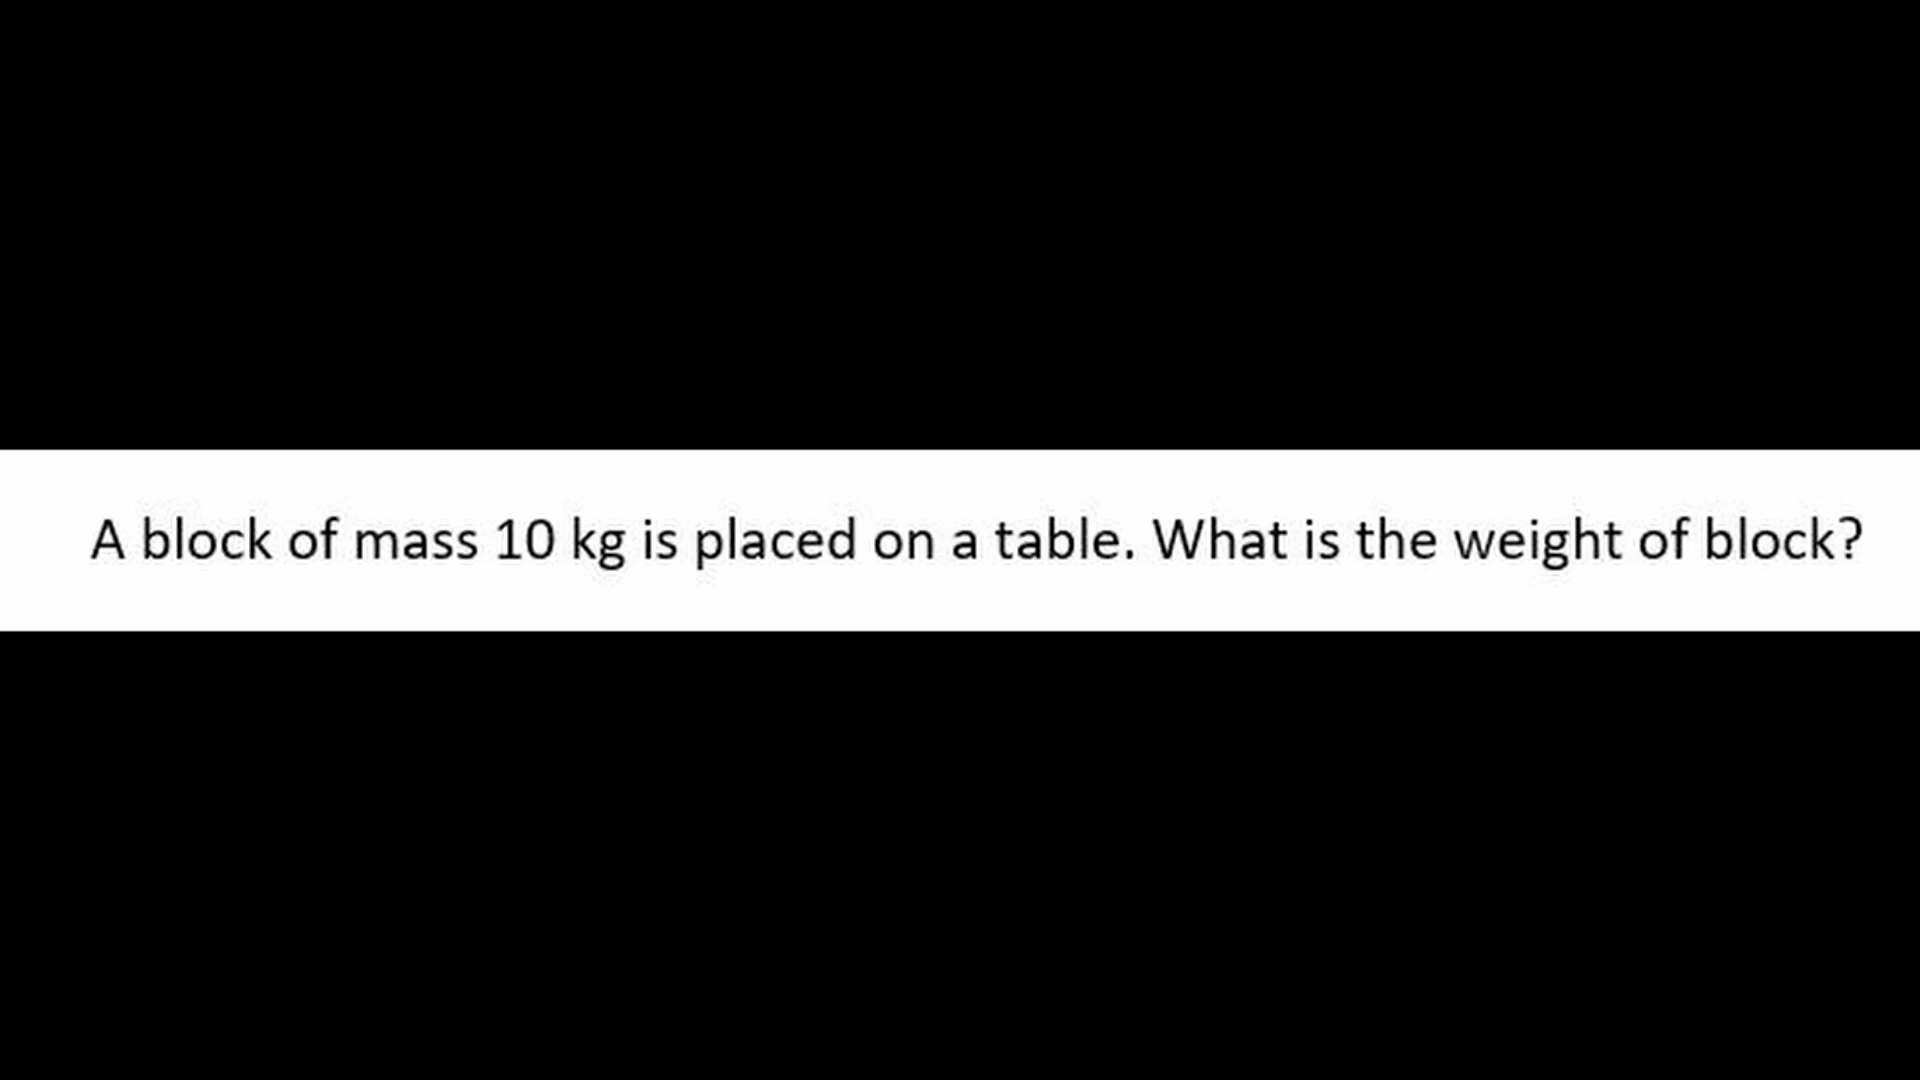 A block of mass 10 kg is placed on a table. What is the weight of block?